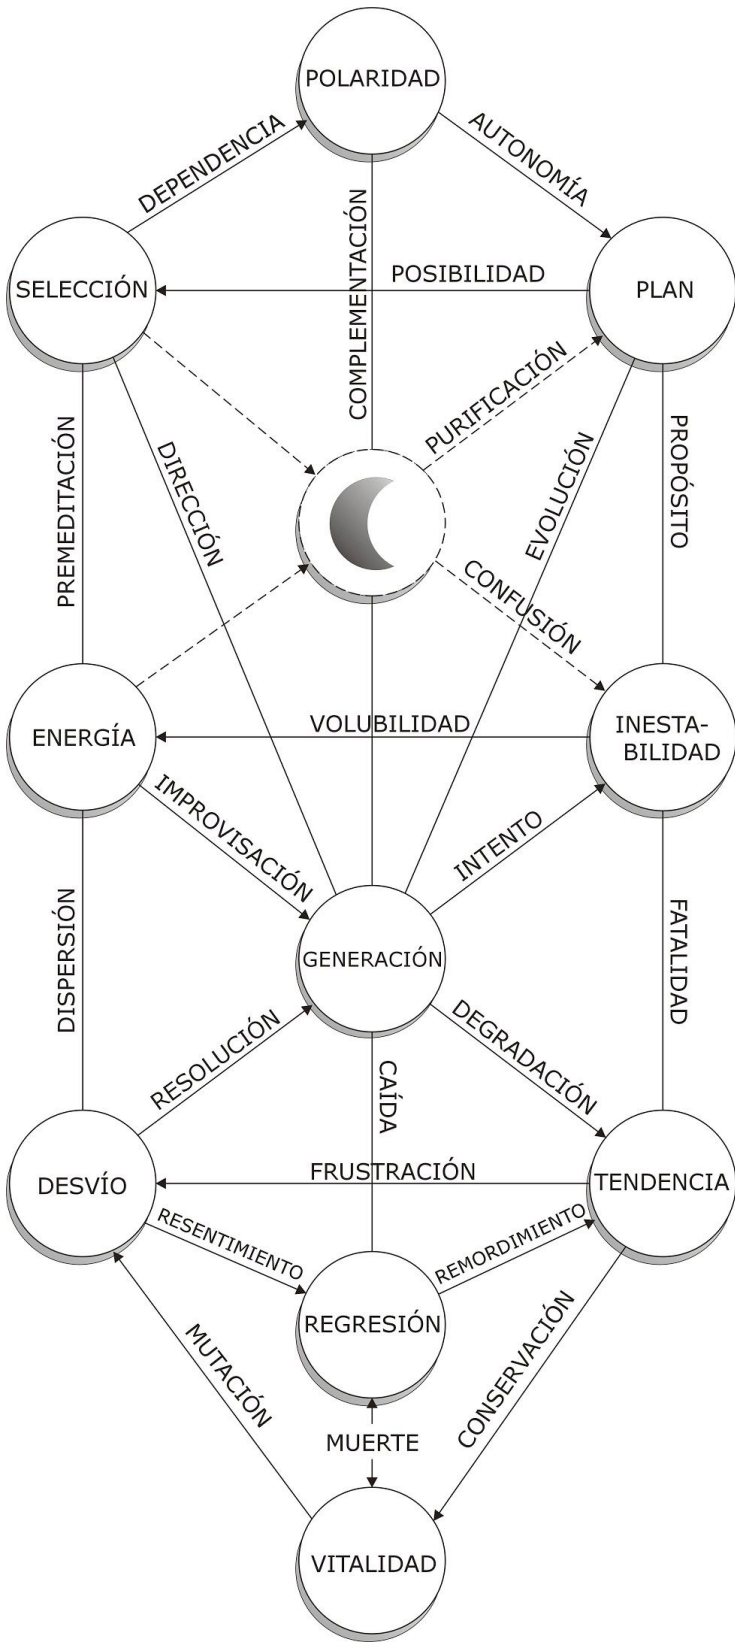 POLARIDAD
DEPENDENCIA
AUTONOMÍA
COMPLEMENTACIÓN
SELECCIÓN
POSIBILIDAD
PLAN
PURIFICACIÓN
PREMEDITACIÓN
DIRECCIÓN
EVOLUCIÓN
PROPÓSITO
CONFUSIÓN
ENERGÍA
VOLUBILIDAD
INESTA-
BILIDAD
IMPROVISACIÓN
INTENTO
DISPERSIÓN
GENERACIÓN
FATALIDAD
RESOLUCIÓN
DEGRADACIÓN
CAÍDA
DESVÍO
FRUSTRACIÓN
TENDENCIA
RESENTIMIENTO
REMORDIMIENTO
REGRESIÓN
MUTACIÓN
CONSERVACIÓN
MUERTE
VITALIDAD